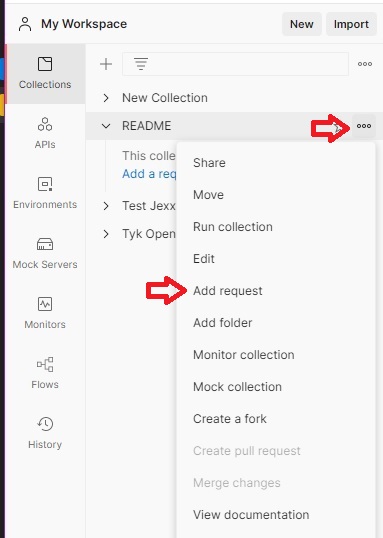 My Workspace
New
Import
Collections
APIs
Environments
Mock Servers
Monitors
Flows
History
New Collection
README
This colle
Add a req
Test Jexx
Tyk Open
Share
Move
Run collection
Edit
Add request
Add folder
Monitor collection
Mock collection
Create a fork
Create pull request
Merge changes
View documentation